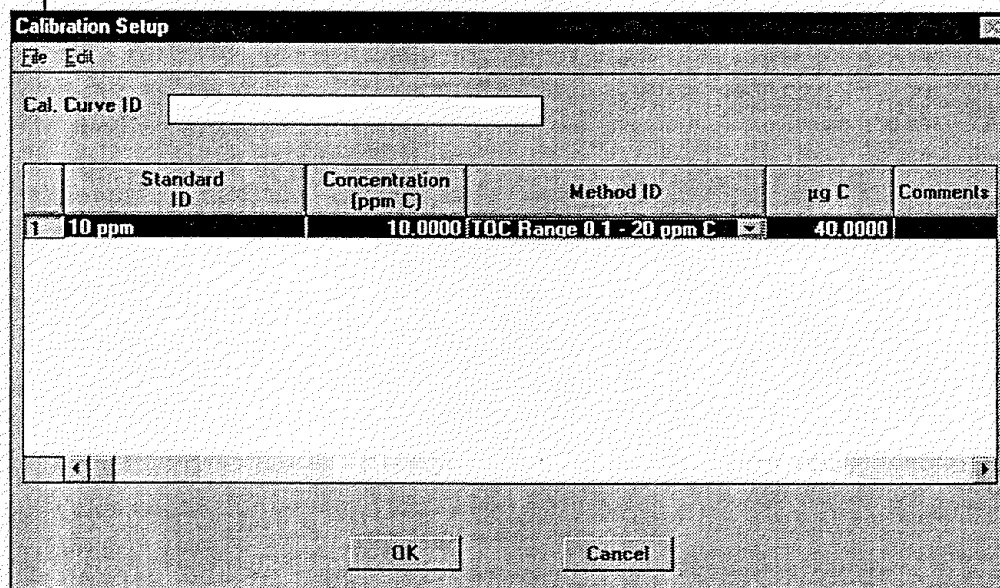 Calibration Setup
File Edit
Cal. Curve ID
Standard ID Concentration (ppm C) Method ID µg C Comments
1 10 ppm 10.0000 TOC Range 0.1 - 20 ppm C 40.0000
OK Cancel